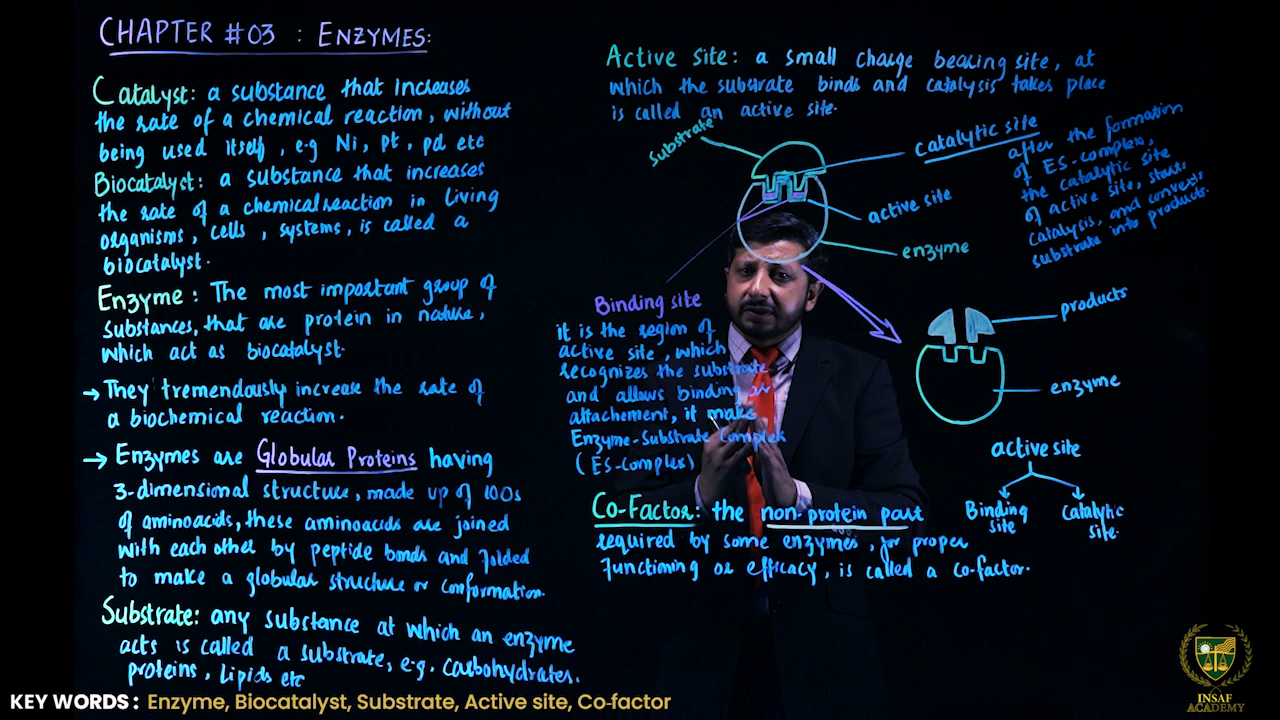 CHAPTER #03 : ENZYMES:
Catalyst: a substance that increases
the rate of a chemical reaction, without
being used itself, e.g Ni, Pt, pd etc
Biocatalyst: a substance that increases
the rate of a chemical reaction in Living
organisms, cells, systems, is called a
biocatalyst.
Enzyme: The most important group of
substances, that are protein in nature,
which act as biocatalyst.
→ They tremendously increase the rate of
a biochemical reaction.
→ Enzymes are Globular Proteins having
3-dimensional structure, made up of 100s
of aminoacids, these aminoacids are joined
with each other by peptide bonds and folded
to make a globular structure or conformation.
Substrate: any substance at which an enzyme
acts is called a substrate, e.g. Carbohydrates.
proteins, Lipids etc
Active site: a small charge bearing site, at
which the substrate binds and catalysis takes place
is called an active site.
substrate
catalytic site
after the formation
of ES-complex,
the catalytic site
of active site, starts
catalysis, and converts
substrate into products.
active site
enzyme
Binding site
it is the region of
active site, which
recognizes the substrate
and allows binding or
attachement, it make
Enzyme-Substrate Complex
(ES-Complex)
products
enzyme
active site
Binding site
Catalytic site.
Co-Factor: the non-protein part
required by some enzymes, for proper
functioning or efficacy, is called a co-factor.
KEY WORDS : Enzyme, Biocatalyst, Substrate, Active site, Co-factor
INSAF
ACADEMY